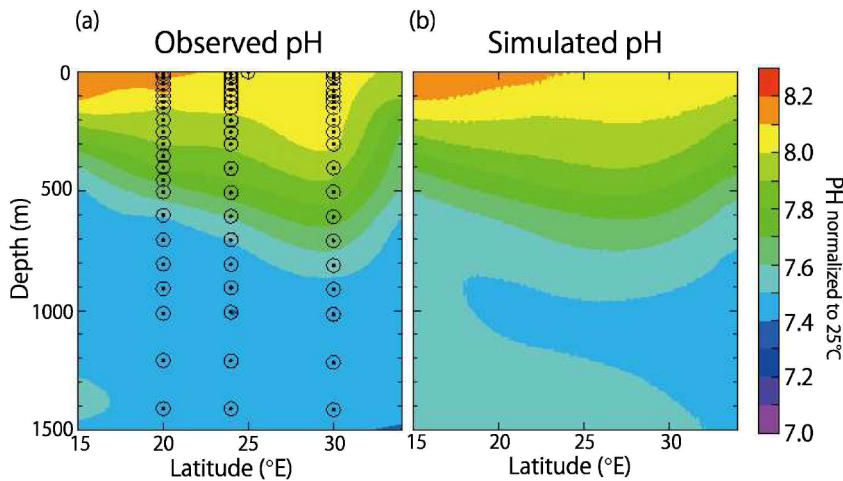 (a) (b)
Observed pH Simulated pH
0
500
1000
1500
Depth (m)
15 20 25 30 15 20 25 30
Latitude (°E) Latitude (°E)
8.2
8.0
7.8
7.6
7.4
7.2
7.0
PH normalized to 25℃